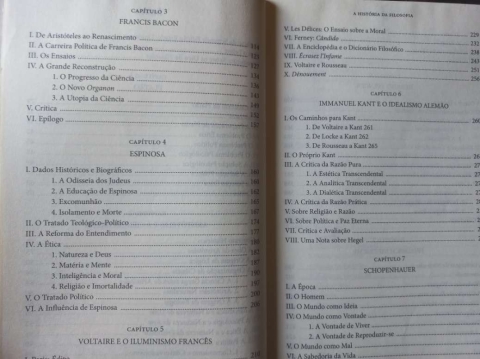 CAPÍTULO 3
FRANCIS BACON
I. De Aristóteles ao Renascimento
II. A Carreira Política de Francis Bacon
III. Os Ensaios
IV. A Grande Reconstrução
1. O Progresso da Ciência
2. O Novo Organon
3. A Utopia da Ciência
V. Crítica
VI. Epílogo
CAPÍTULO 4
ESPINOSA
I. Dados Históricos e Biográficos
1. A Odisseia dos Judeus
2. A Educação de Espinosa
3. Excomunhão
4. Isolamento e Morte
II. O Tratado Teológico-Político
III. A Reforma do Entendimento
IV. A Ética
1. Natureza e Deus
2. Matéria e Mente
3. Inteligência e Moral
4. Religião e Imortalidade
V. O Tratado Político
VI. A Influência de Espinosa
CAPÍTULO 5
VOLTAIRE E O ILUMINISMO FRANCÊS
A HISTÓRIA DA FILOSOFIA
V. Les Délices: O Ensaio sobre a Moral 219
VI. Ferney: Cândido
VII. A Enciclopédia e o Dicionário Filosófico
VIII. Écrasez l'Infame 238
IX. Voltaire e Rousseau
X. Dénouement
CAPÍTULO 6
IMMANUEL KANT E O IDEALISMO ALEMÃO
I. Os Caminhos para Kant
1. De Voltaire a Kant 261
2. De Locke a Kant 262
3. De Rousseau a Kant 265
II. O Próprio Kant
III. A Crítica da Razão Pura
1. A Estética Transcendental
2. A Analítica Transcendental
3. A Dialética Transcendental
IV. A Crítica da Razão Prática
V. Sobre Religião e Razão
VI. Sobre Política e Paz Eterna
VII. Crítica e Avaliação
VIII. Uma Nota sobre Hegel
CAPÍTULO 7
SCHOPENHAUER
I. A Época
II. O Homem
III. O Mundo como Ideia
IV. O Mundo como Vontade
1. A Vontade de Viver
2. A Vontade de Reproduzir-se
V. O Mundo como Mal
VI. A Sabedoria da Vida